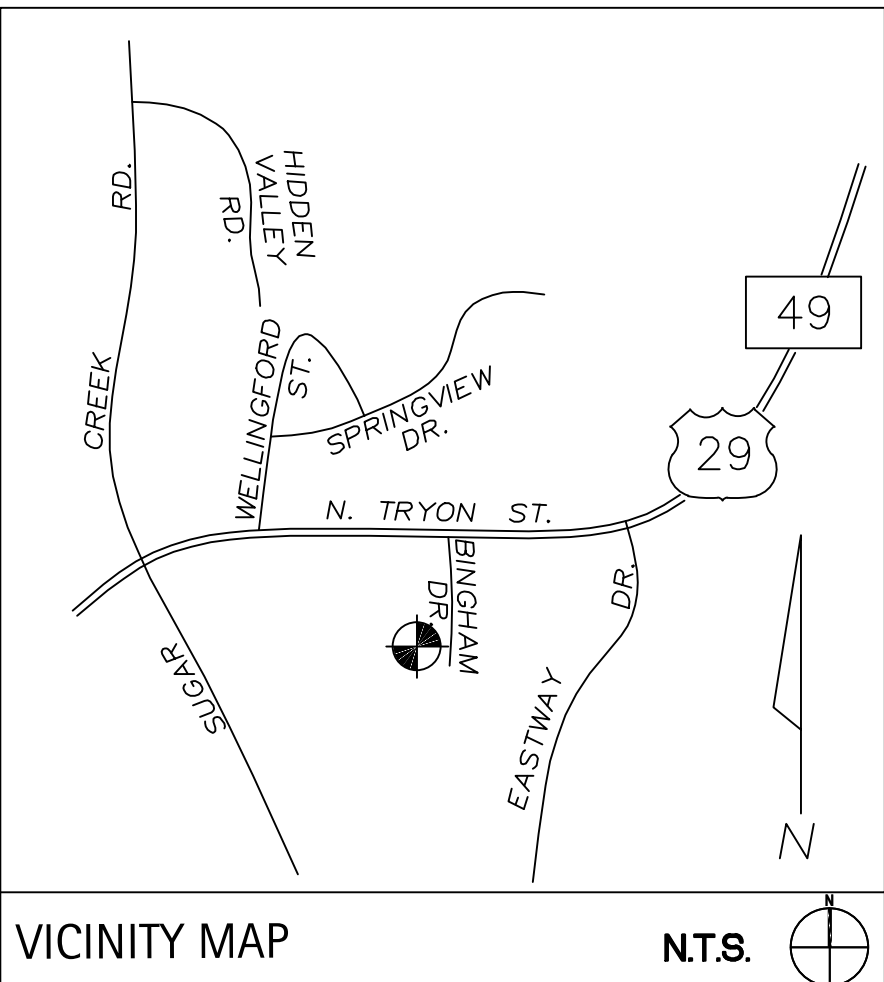 HIDDEN
VALLEY
RD.
RD.
CREEK
SUGAR
WELLINGFORD
ST.
SPRINGVIEW
DR.
49
29
N. TRYON ST.
BINGHAM
DR.
DR.
EASTWAY
N
VICINITY MAP
N.T.S.
N